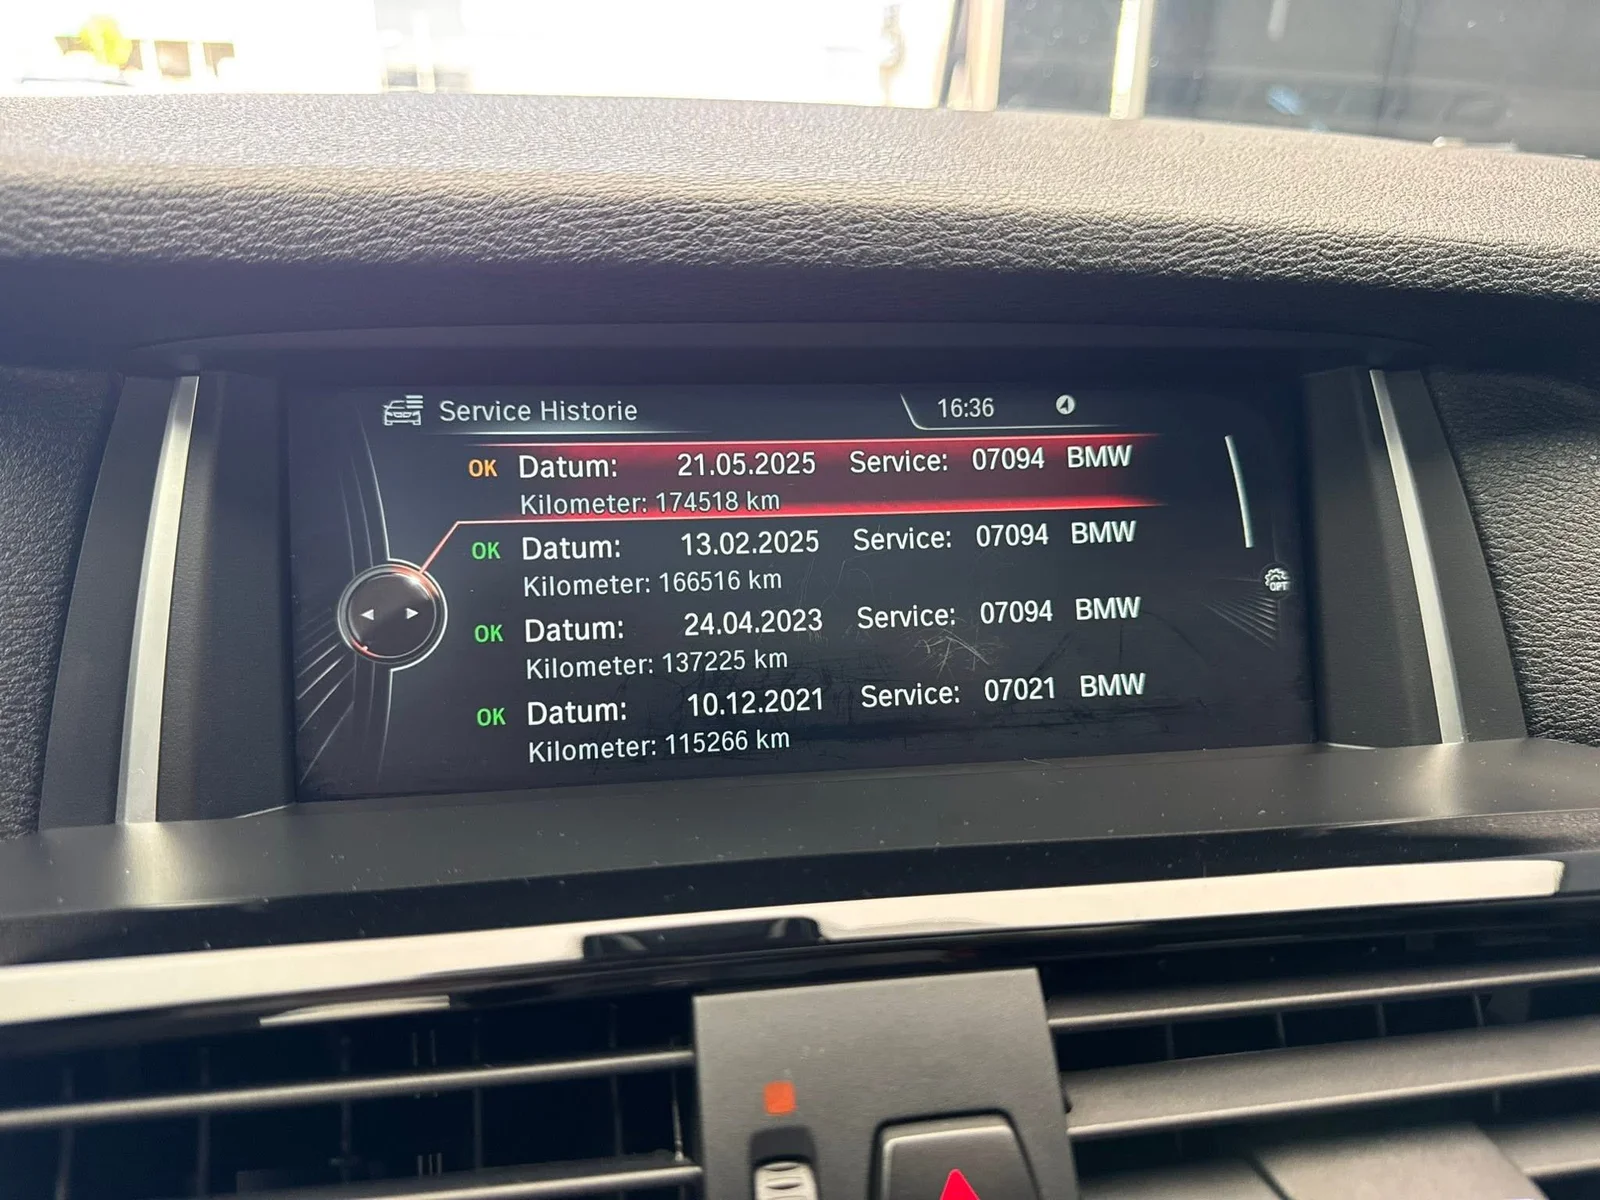 Service Historie 16:36
OK Datum: 21.05.2025 Service: 07094 BMW
Kilometer: 174518 km
OK Datum: 13.02.2025 Service: 07094 BMW
Kilometer: 166516 km
OK Datum: 24.04.2023 Service: 07094 BMW
Kilometer: 137225 km
OK Datum: 10.12.2021 Service: 07021 BMW
Kilometer: 115266 km
OPT